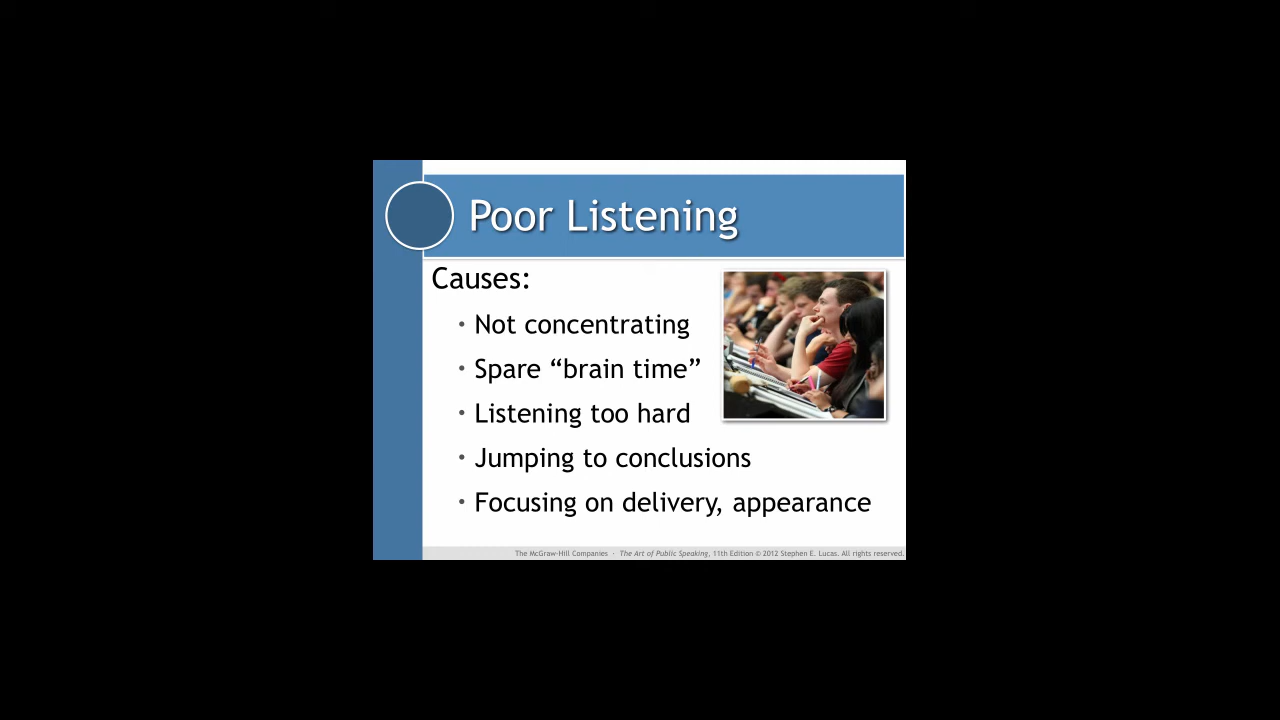 Poor Listening
Causes:
• Not concentrating
• Spare “brain time”
• Listening too hard
• Jumping to conclusions
• Focusing on delivery, appearance
The McGraw-Hill Companies · The Art of Public Speaking, 11th Edition © 2012 Stephen E. Lucas. All rights reserved.